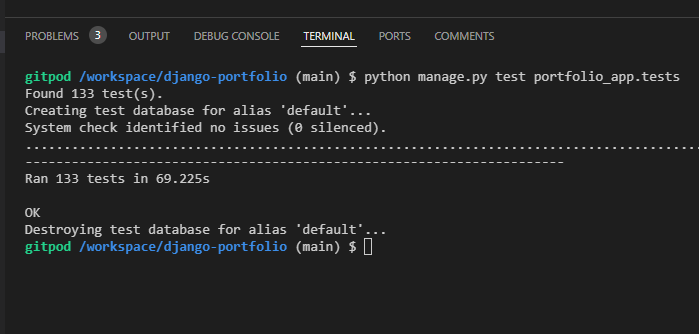 PROBLEMS 3 OUTPUT DEBUG CONSOLE TERMINAL PORTS COMMENTS
gitpod /workspace/django-portfolio (main) $ python manage.py test portfolio_app.tests
Found 133 test(s).
Creating test database for alias 'default'...
System check identified no issues (0 silenced).
.....................................................................................
----------------------------------------------------------------------
Ran 133 tests in 69.225s
OK
Destroying test database for alias 'default'...
gitpod /workspace/django-portfolio (main) $